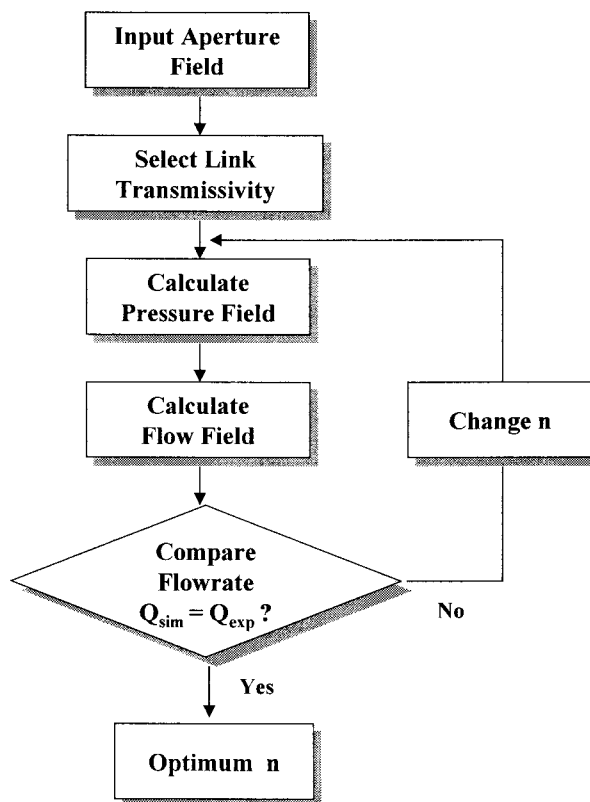 Input Aperture
Field
Select Link
Transmissivity
Calculate
Pressure Field
Calculate
Flow Field
Change n
Compare
Flowrate
Q_sim = Q_exp ?
No
Yes
Optimum n